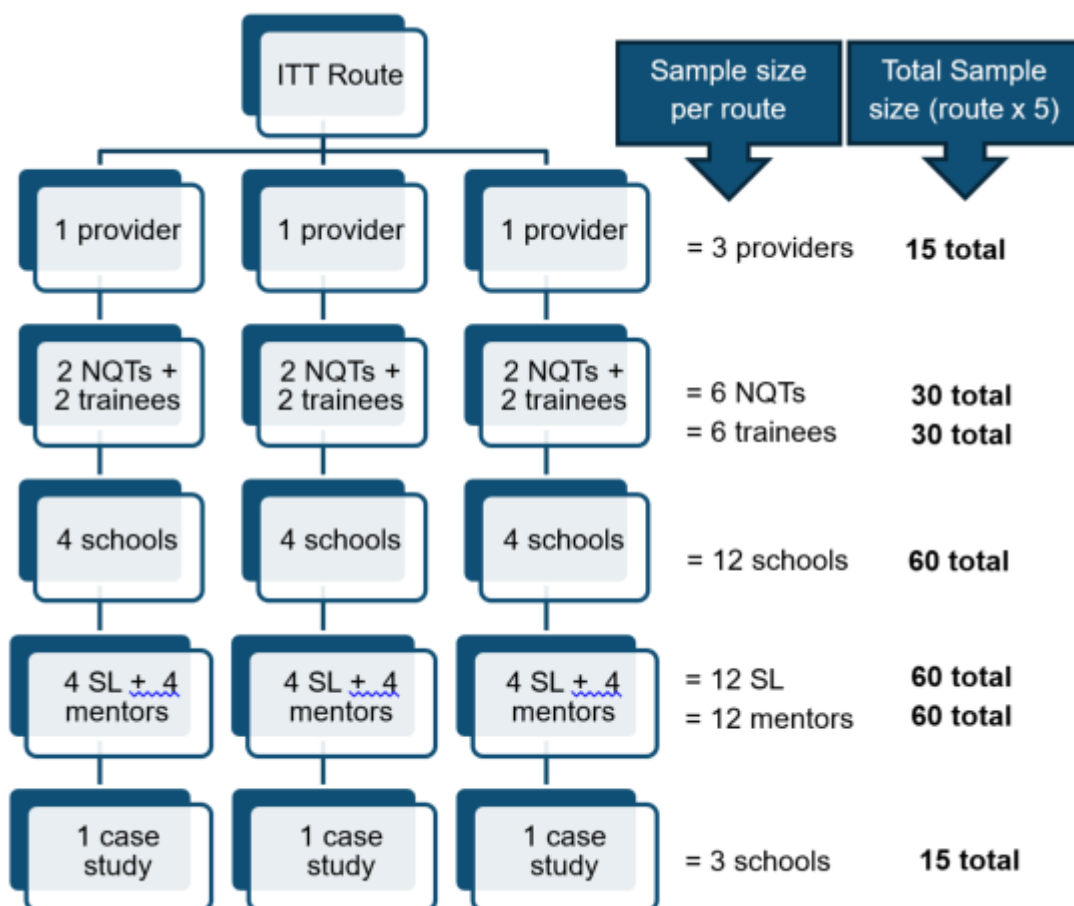 ITT Route
Sample size
per route
Total Sample
size (route x 5)
1 provider
1 provider
1 provider
= 3 providers
15 total
2 NQTs +
2 trainees
2 NQTs +
2 trainees
2 NQTs +
2 trainees
= 6 NQTs
30 total
= 6 trainees
30 total
4 schools
4 schools
4 schools
= 12 schools
60 total
4 SL + 4
mentors
4 SL + 4
mentors
4 SL + 4
mentors
= 12 SL
60 total
= 12 mentors
60 total
1 case
study
1 case
study
1 case
study
= 3 schools
15 total